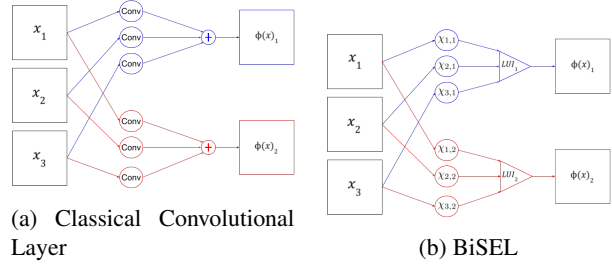 x₁
x₂
x₃
Conv
Conv
Conv
Conv
Conv
Conv
+
+
ϕ(x)₁
ϕ(x)₂
(a) Classical Convolutional
Layer
x₁
x₂
x₃
χ₁,₁
χ₂,₁
χ₃,₁
χ₁,₂
χ₂,₂
χ₃,₂
LUI₁
LUI₂
ϕ(x)₁
ϕ(x)₂
(b) BiSEL